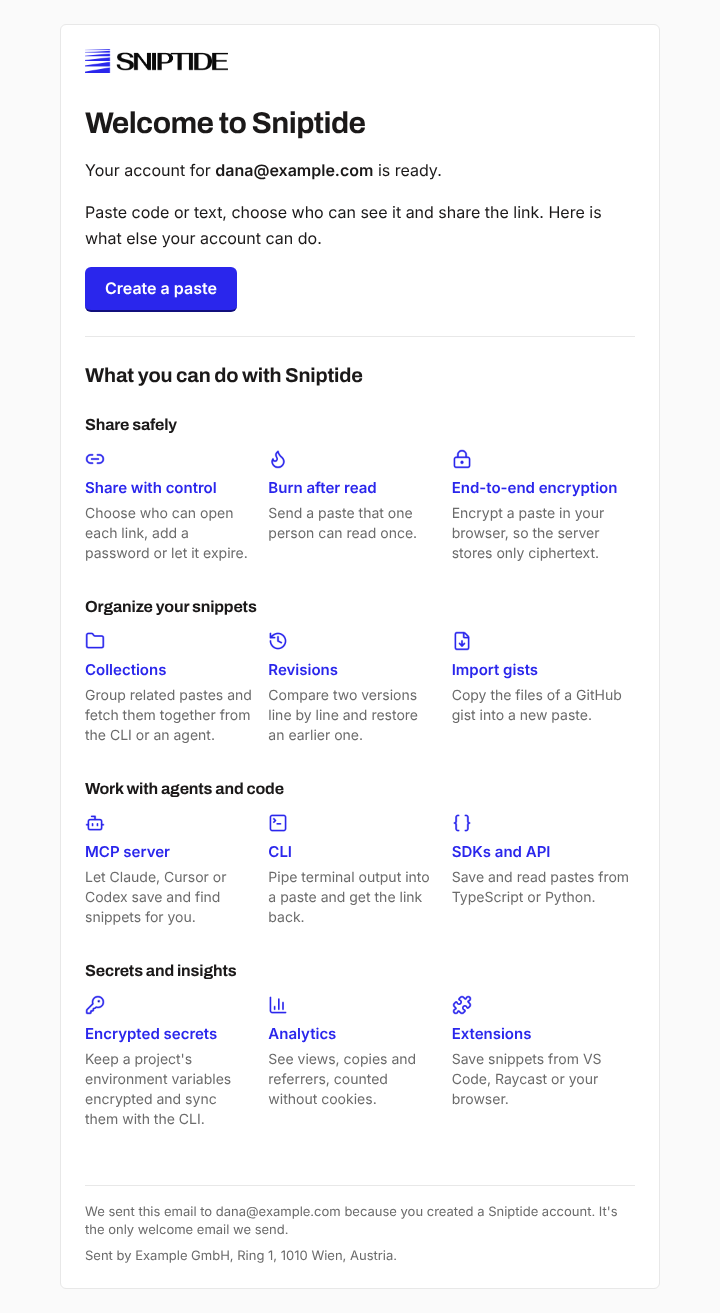 SNIPTIDE
Welcome to Sniptide
Your account for dana@example.com is ready.
Paste code or text, choose who can see it and share the link. Here is
what else your account can do.
Create a paste
What you can do with Sniptide
Share safely
Share with control
Choose who can open
each link, add a
password or let it expire.
Burn after read
Send a paste that one
person can read once.
End-to-end encryption
Encrypt a paste in your
browser, so the server
stores only ciphertext.
Organize your snippets
Collections
Group related pastes and
fetch them together from
the CLI or an agent.
Revisions
Compare two versions
line by line and restore
an earlier one.
Import gists
Copy the files of a GitHub
gist into a new paste.
Work with agents and code
MCP server
Let Claude, Cursor or
Codex save and find
snippets for you.
CLI
Pipe terminal output into
a paste and get the link
back.
SDKs and API
Save and read pastes from
TypeScript or Python.
Secrets and insights
Encrypted secrets
Keep a project's
environment variables
encrypted and sync
them with the CLI.
Analytics
See views, copies and
referrers, counted
without cookies.
Extensions
Save snippets from VS
Code, Raycast or your
browser.
We sent this email to dana@example.com because you created a Sniptide account. It's
the only welcome email we send.
Sent by Example GmbH, Ring 1, 1010 Wien, Austria.